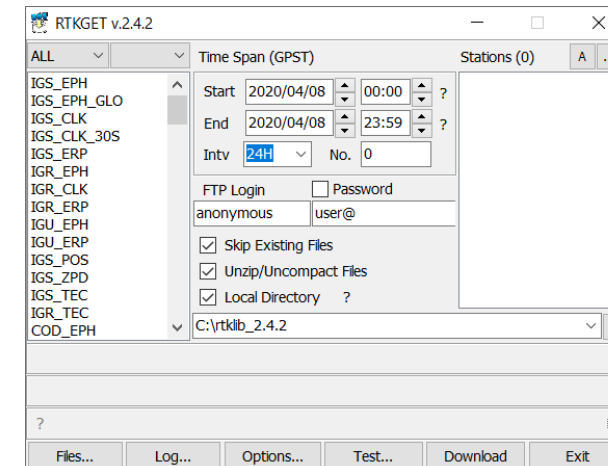 RTKGET v.2.4.2
ALL
Time Span (GPST)
Stations (0)
A
IGS_EPH
IGS_EPH_GLO
IGS_CLK
IGS_CLK_30S
IGS_ERP
IGR_EPH
IGR_CLK
IGR_ERP
IGU_EPH
IGU_ERP
IGS_POS
IGS_ZPD
IGS_TEC
IGR_TEC
COD_EPH
Start 2020/04/08 00:00 ?
End 2020/04/08 23:59 ?
Intv 24H No. 0
FTP Login Password
anonymous user@
Skip Existing Files
Unzip/Uncompact Files
Local Directory ?
C:\rtklib_2.4.2
?
Files... Log... Options... Test... Download Exit